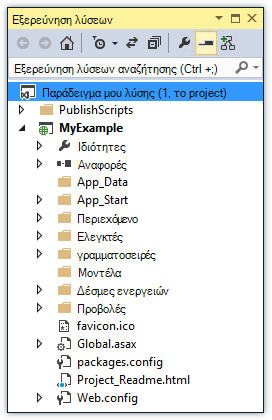 Εξερεύνηση λύσεων
Εξερεύνηση λύσεων αναζήτησης (Ctrl +;)
Παράδειγμα μου λύσης (1, το project)
PublishScripts
MyExample
Ιδιότητες
Αναφορές
App_Data
App_Start
Περιεχόμενο
Ελεγκτές
γραμματοσειρές
Μοντέλα
Δέσμες ενεργειών
Προβολές
favicon.ico
Global.asax
packages.config
Project_Readme.html
Web.config